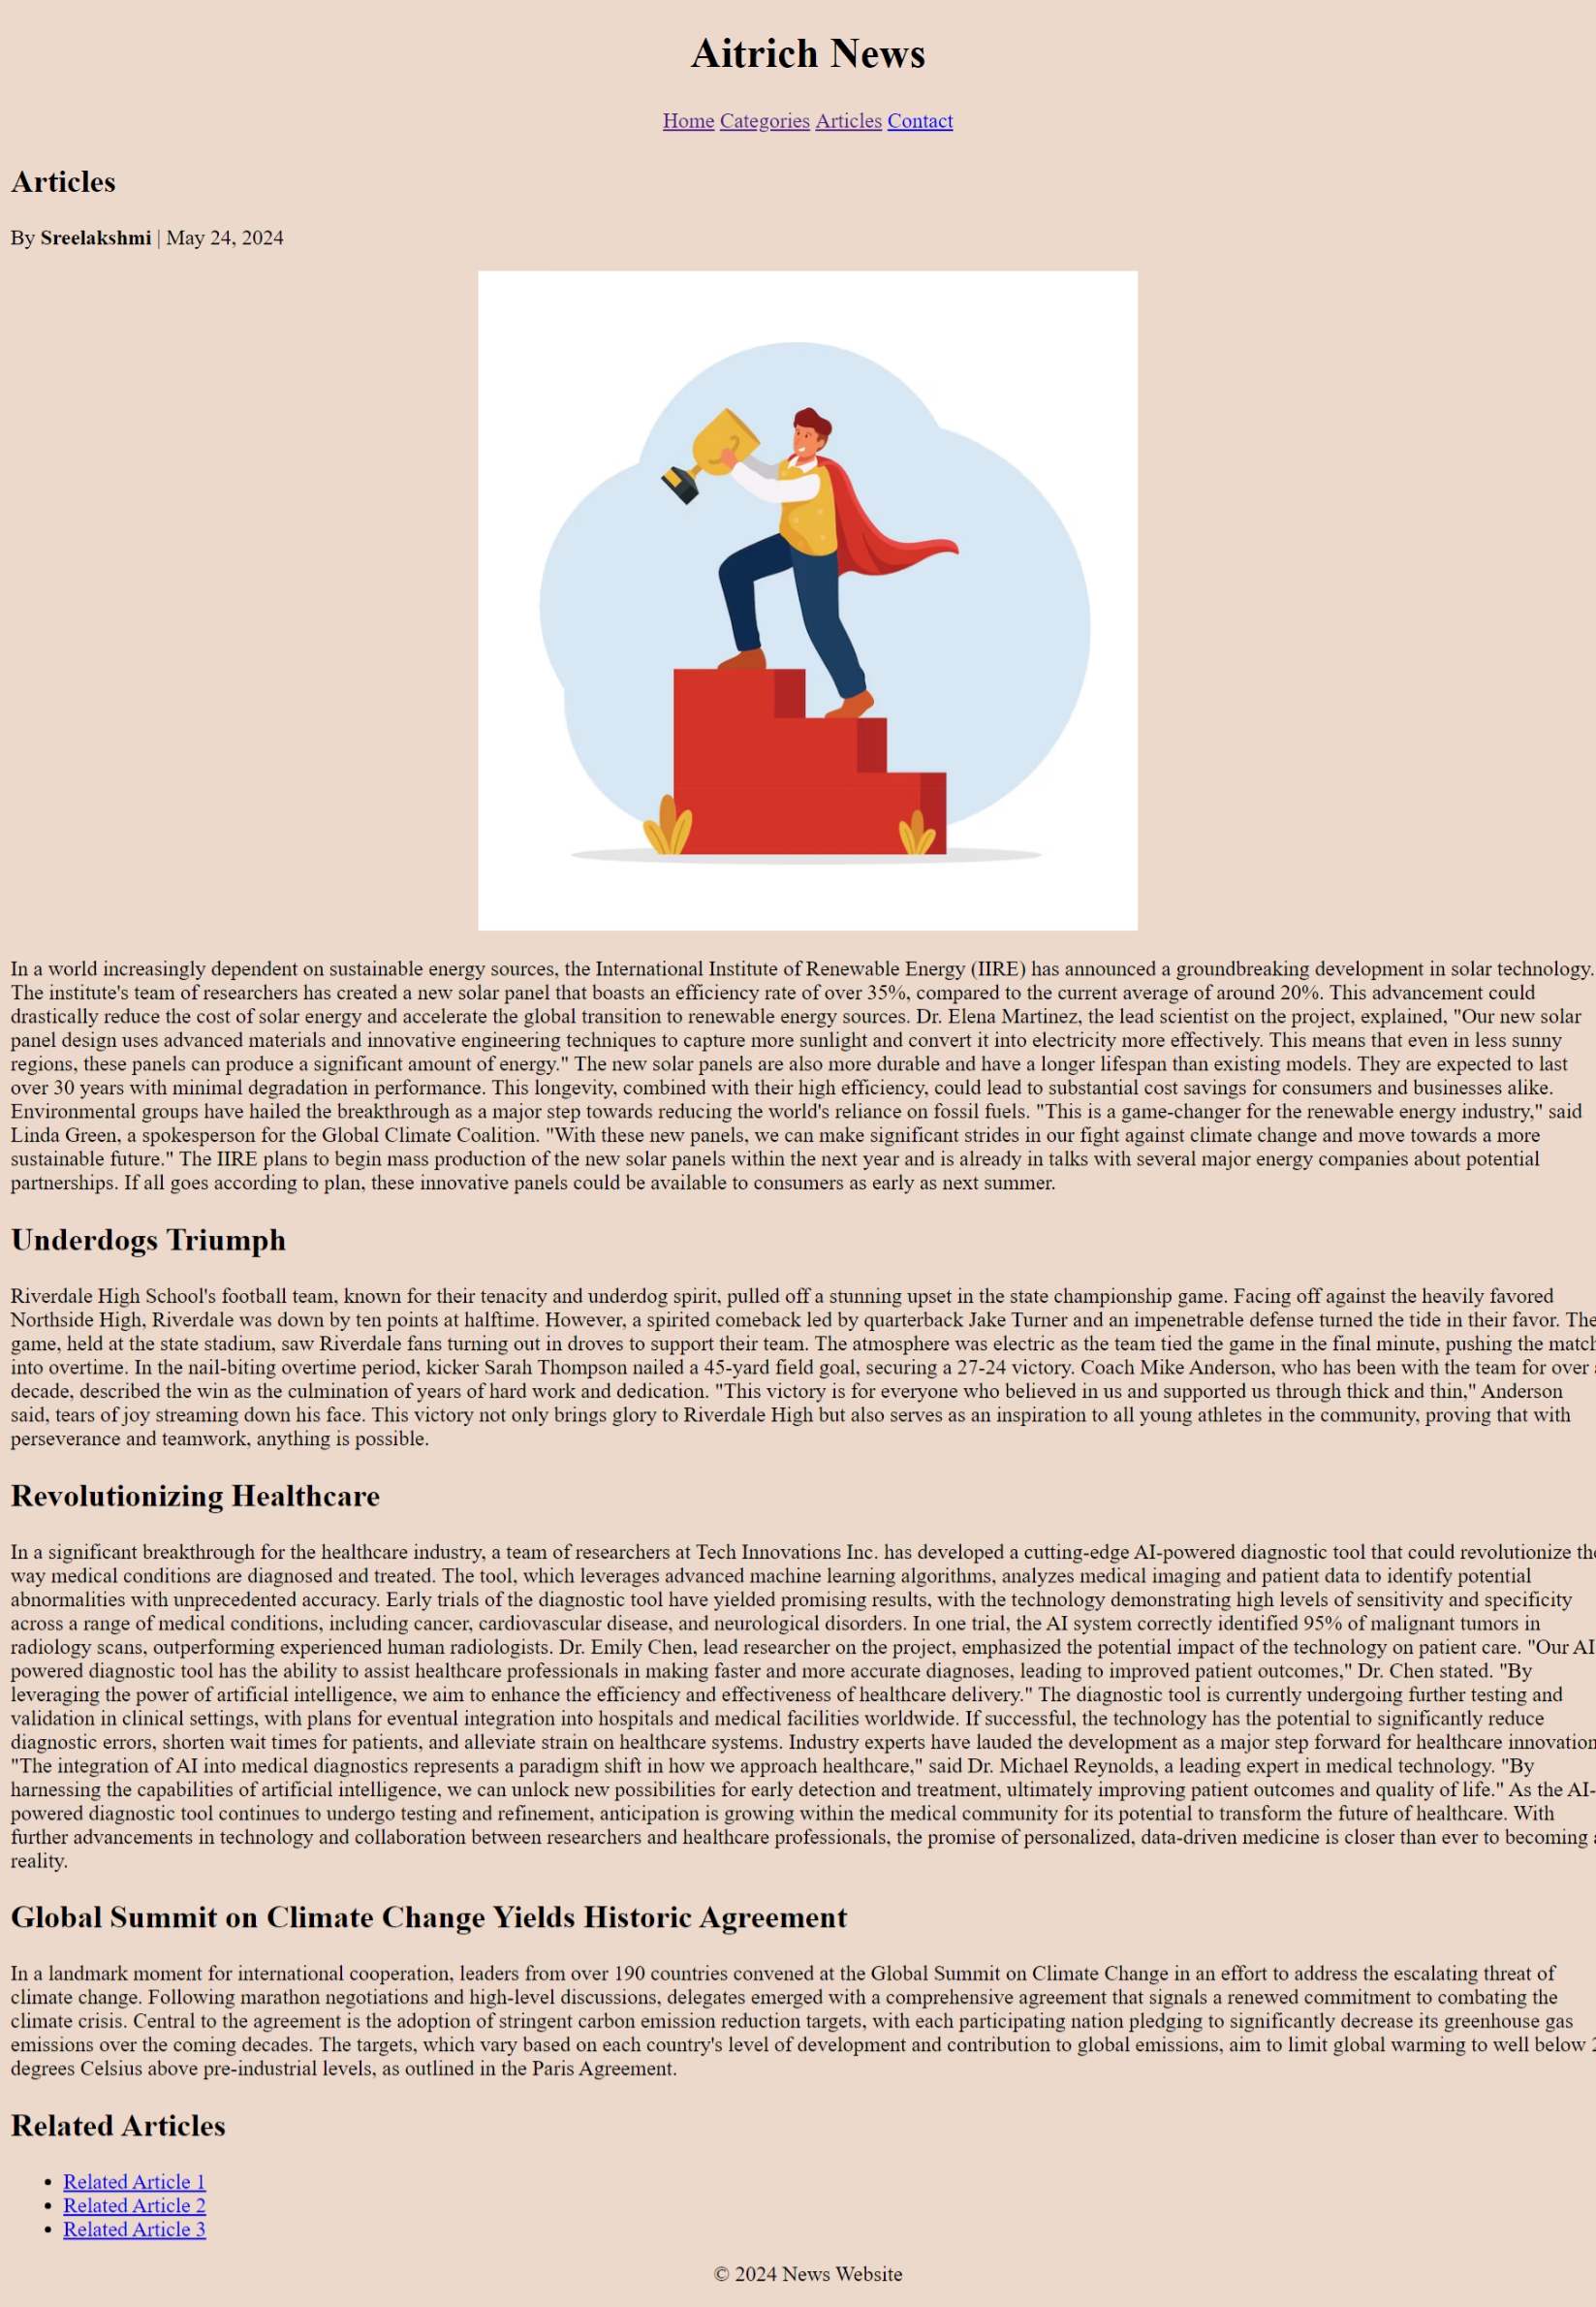 Aitrich News
Home Categories Articles Contact
Articles
By Sreelakshmi | May 24, 2024
In a world increasingly dependent on sustainable energy sources, the International Institute of Renewable Energy (IIRE) has announced a groundbreaking development in solar technology.
The institute's team of researchers has created a new solar panel that boasts an efficiency rate of over 35%, compared to the current average of around 20%. This advancement could
drastically reduce the cost of solar energy and accelerate the global transition to renewable energy sources. Dr. Elena Martinez, the lead scientist on the project, explained, "Our new solar
panel design uses advanced materials and innovative engineering techniques to capture more sunlight and convert it into electricity more effectively. This means that even in less sunny
regions, these panels can produce a significant amount of energy." The new solar panels are also more durable and have a longer lifespan than existing models. They are expected to last
over 30 years with minimal degradation in performance. This longevity, combined with their high efficiency, could lead to substantial cost savings for consumers and businesses alike.
Environmental groups have hailed the breakthrough as a major step towards reducing the world's reliance on fossil fuels. "This is a game-changer for the renewable energy industry," said
Linda Green, a spokesperson for the Global Climate Coalition. "With these new panels, we can make significant strides in our fight against climate change and move towards a more
sustainable future." The IIRE plans to begin mass production of the new solar panels within the next year and is already in talks with several major energy companies about potential
partnerships. If all goes according to plan, these innovative panels could be available to consumers as early as next summer.
Underdogs Triumph
Riverdale High School's football team, known for their tenacity and underdog spirit, pulled off a stunning upset in the state championship game. Facing off against the heavily favored
Northside High, Riverdale was down by ten points at halftime. However, a spirited comeback led by quarterback Jake Turner and an impenetrable defense turned the tide in their favor. The
game, held at the state stadium, saw Riverdale fans turning out in droves to support their team. The atmosphere was electric as the team tied the game in the final minute, pushing the match
into overtime. In the nail-biting overtime period, kicker Sarah Thompson nailed a 45-yard field goal, securing a 27-24 victory. Coach Mike Anderson, who has been with the team for over a
decade, described the win as the culmination of years of hard work and dedication. "This victory is for everyone who believed in us and supported us through thick and thin," Anderson
said, tears of joy streaming down his face. This victory not only brings glory to Riverdale High but also serves as an inspiration to all young athletes in the community, proving that with
perseverance and teamwork, anything is possible.
Revolutionizing Healthcare
In a significant breakthrough for the healthcare industry, a team of researchers at Tech Innovations Inc. has developed a cutting-edge AI-powered diagnostic tool that could revolutionize the
way medical conditions are diagnosed and treated. The tool, which leverages advanced machine learning algorithms, analyzes medical imaging and patient data to identify potential
abnormalities with unprecedented accuracy. Early trials of the diagnostic tool have yielded promising results, with the technology demonstrating high levels of sensitivity and specificity
across a range of medical conditions, including cancer, cardiovascular disease, and neurological disorders. In one trial, the AI system correctly identified 95% of malignant tumors in
radiology scans, outperforming experienced human radiologists. Dr. Emily Chen, lead researcher on the project, emphasized the potential impact of the technology on patient care. "Our AI
powered diagnostic tool has the ability to assist healthcare professionals in making faster and more accurate diagnoses, leading to improved patient outcomes," Dr. Chen stated. "By
leveraging the power of artificial intelligence, we aim to enhance the efficiency and effectiveness of healthcare delivery." The diagnostic tool is currently undergoing further testing and
validation in clinical settings, with plans for eventual integration into hospitals and medical facilities worldwide. If successful, the technology has the potential to significantly reduce
diagnostic errors, shorten wait times for patients, and alleviate strain on healthcare systems. Industry experts have lauded the development as a major step forward for healthcare innovation
"The integration of AI into medical diagnostics represents a paradigm shift in how we approach healthcare," said Dr. Michael Reynolds, a leading expert in medical technology. "By
harnessing the capabilities of artificial intelligence, we can unlock new possibilities for early detection and treatment, ultimately improving patient outcomes and quality of life." As the AI-
powered diagnostic tool continues to undergo testing and refinement, anticipation is growing within the medical community for its potential to transform the future of healthcare. With
further advancements in technology and collaboration between researchers and healthcare professionals, the promise of personalized, data-driven medicine is closer than ever to becoming a
reality.
Global Summit on Climate Change Yields Historic Agreement
In a landmark moment for international cooperation, leaders from over 190 countries convened at the Global Summit on Climate Change in an effort to address the escalating threat of
climate change. Following marathon negotiations and high-level discussions, delegates emerged with a comprehensive agreement that signals a renewed commitment to combating the
climate crisis. Central to the agreement is the adoption of stringent carbon emission reduction targets, with each participating nation pledging to significantly decrease its greenhouse gas
emissions over the coming decades. The targets, which vary based on each country's level of development and contribution to global emissions, aim to limit global warming to well below 2
degrees Celsius above pre-industrial levels, as outlined in the Paris Agreement.
Related Articles
Related Article 1
Related Article 2
Related Article 3
© 2024 News Website